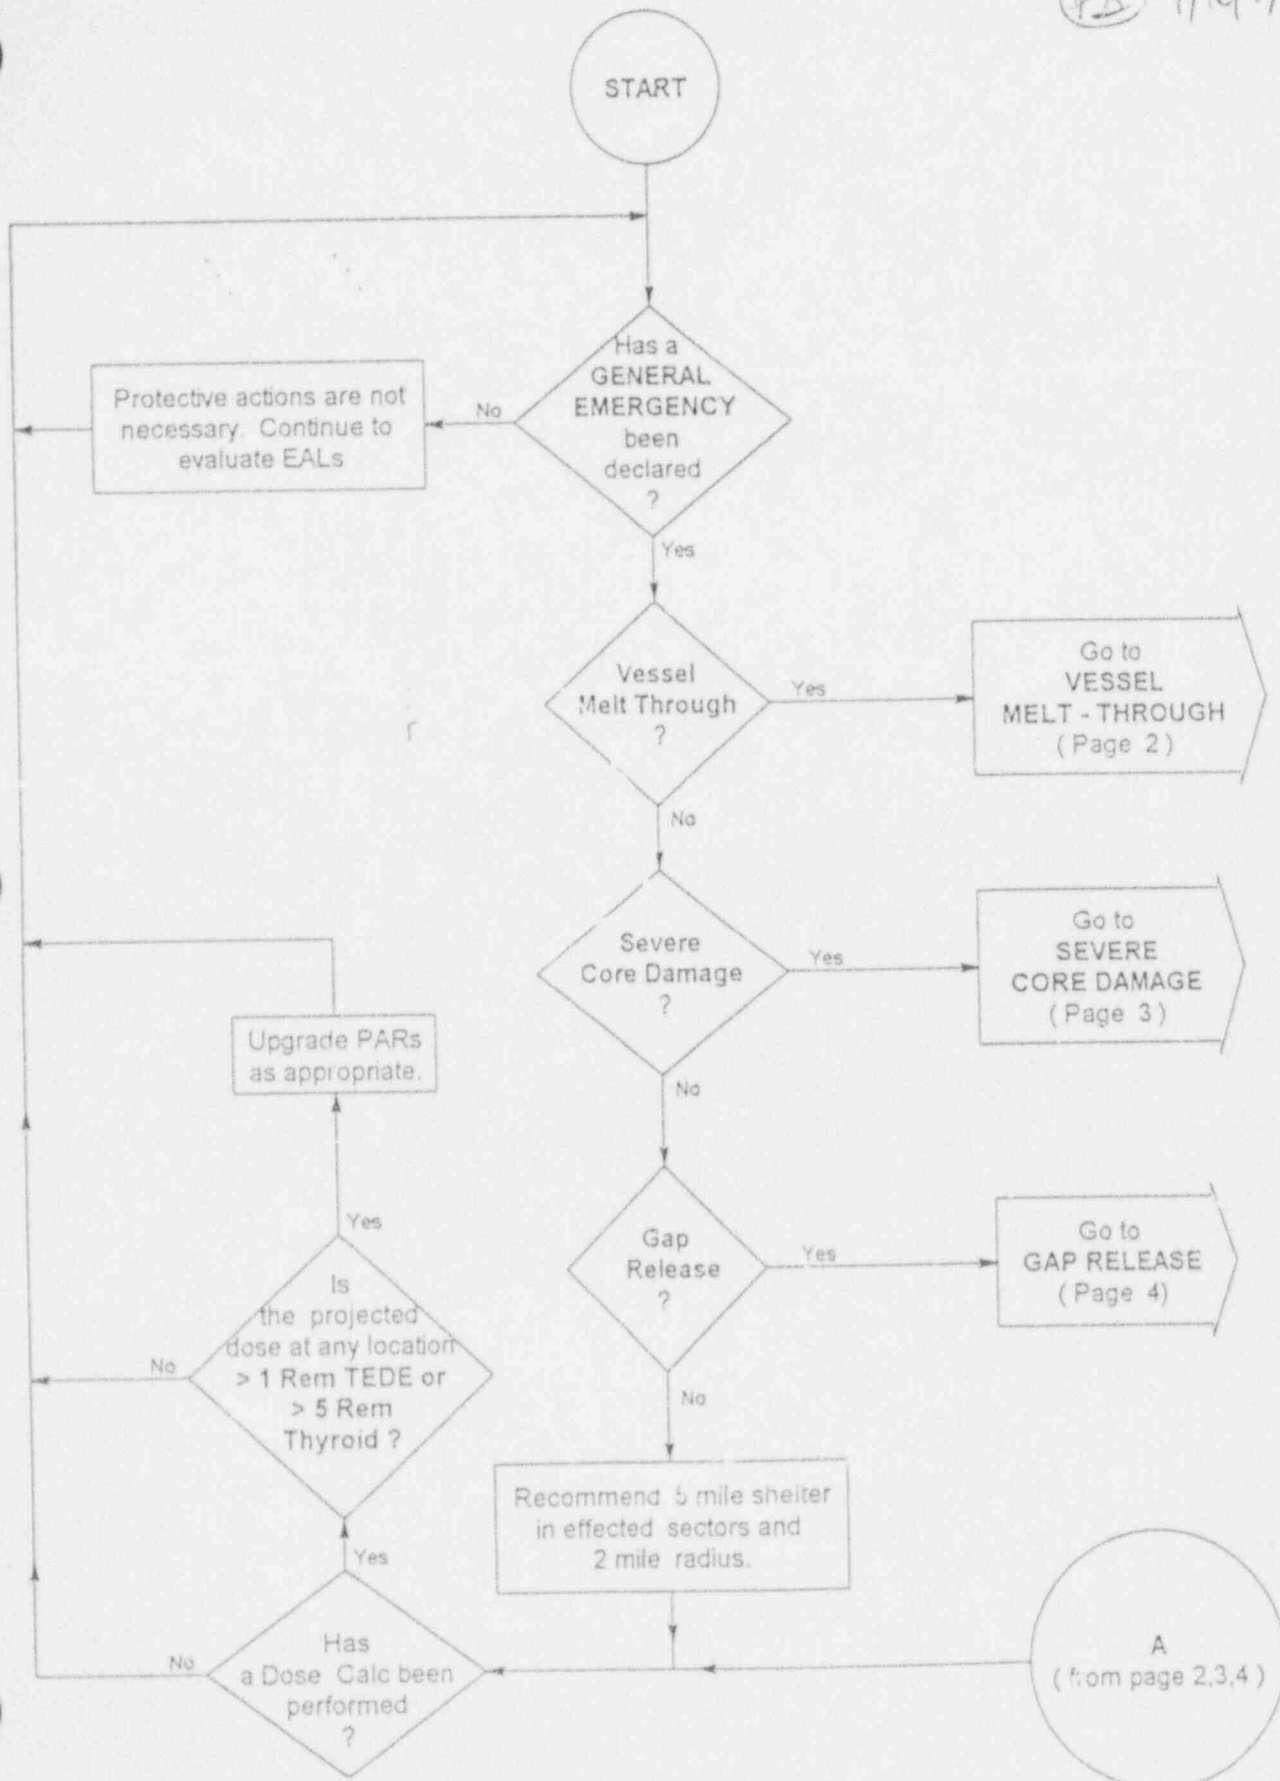 START
Has a
GENERAL
EMERGENCY
been
declared
?
No
Protective actions are not
necessary. Continue to
evaluate EALs
Yes
Vessel
Melt Through
?
Yes
Go to
VESSEL
MELT - THROUGH
( Page 2 )
No
Severe
Core Damage
?
Yes
Go to
SEVERE
CORE DAMAGE
( Page 3 )
No
Upgrade PARs
as appropriate.
Yes
Gap
Release
?
Yes
Go to
GAP RELEASE
( Page 4)
Is
the projected
dose at any location
> 1 Rem TEDE or
> 5 Rem
Thyroid ?
No
No
Recommend 5 mile shelter
in effected sectors and
2 mile radius.
Yes
Has
a Dose Calc been
performed
?
No
A
( from page 2,3,4 )